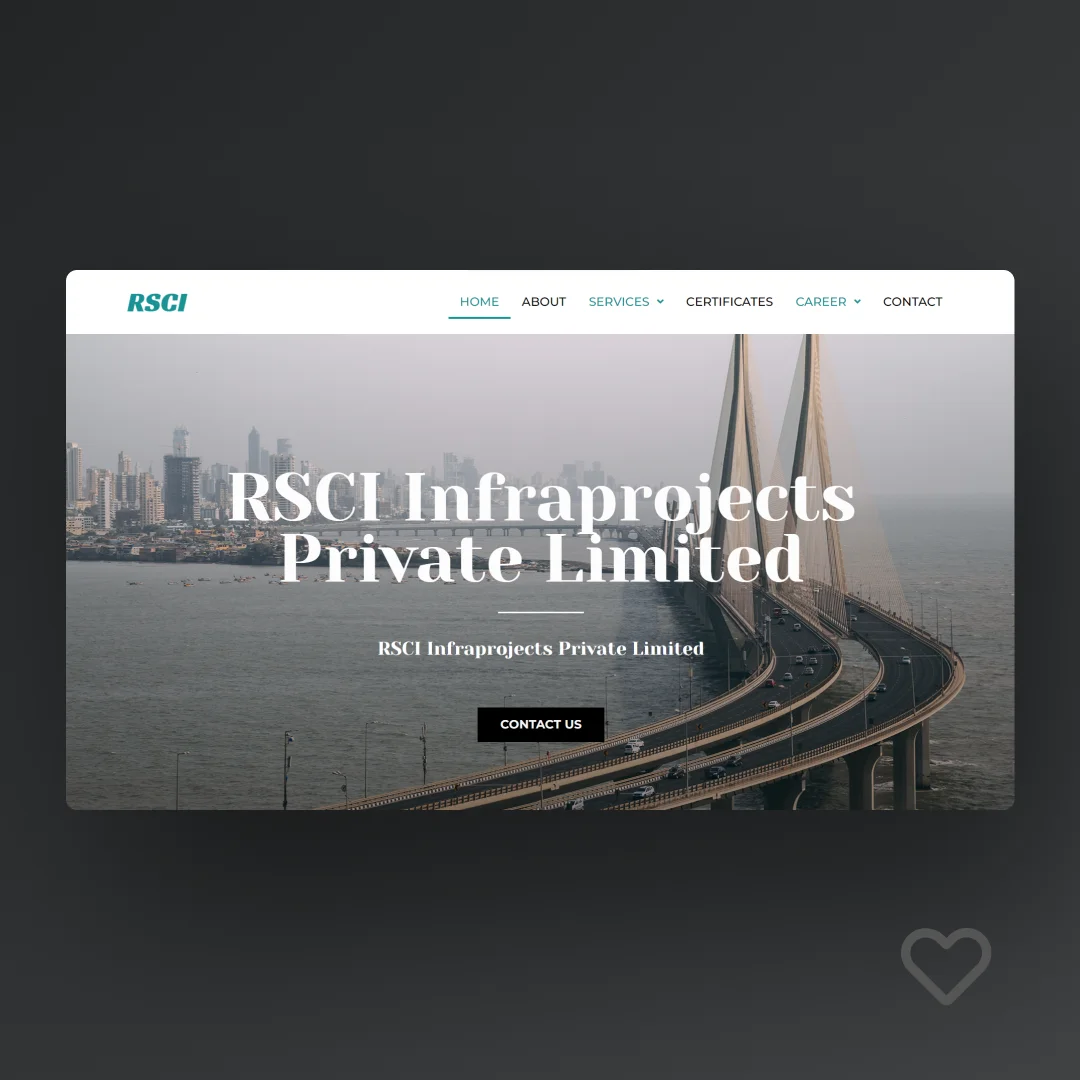 RSCI
HOME ABOUT SERVICES CERTIFICATES CAREER CONTACT
RSCI Infraprojects
Private Limited
RSCI Infraprojects Private Limited
CONTACT US